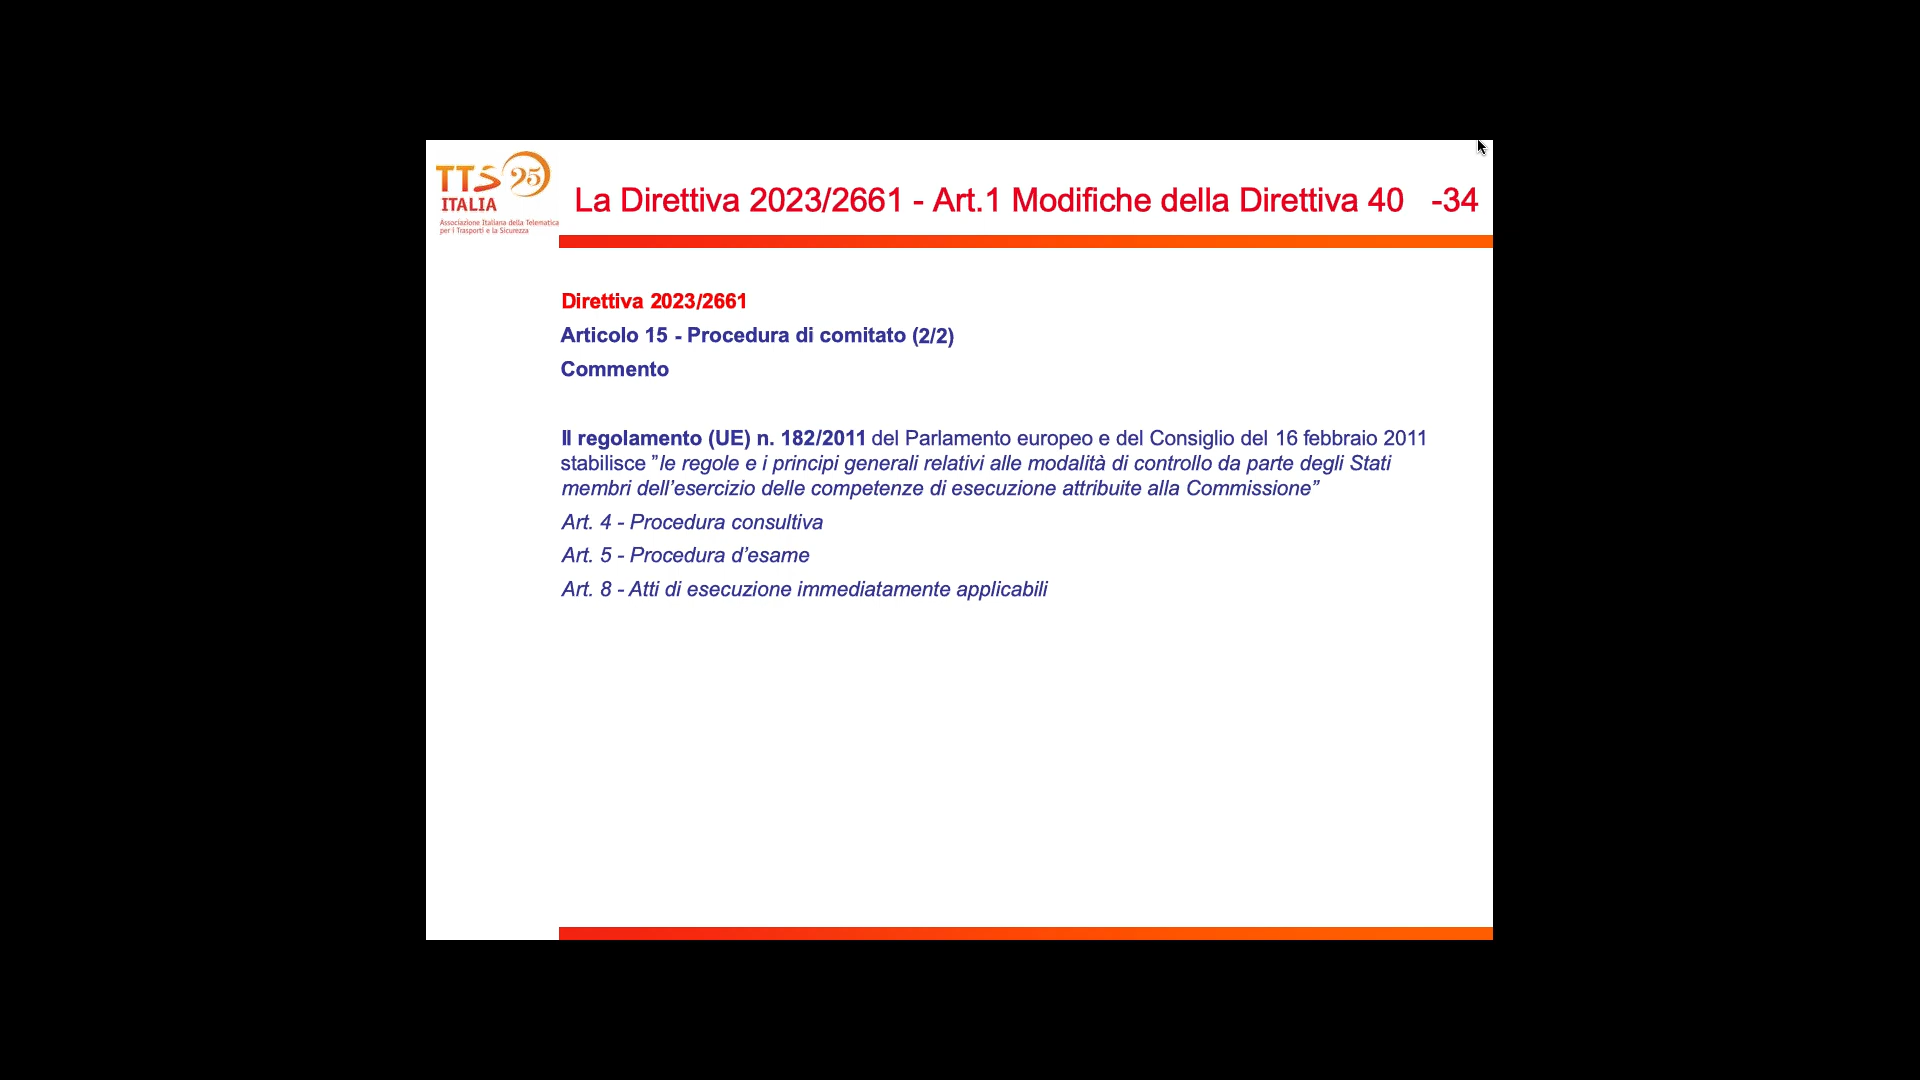 TTS 25
ITALIA
Associazione Italiana della Telematica
per i Trasporti e la Sicurezza
La Direttiva 2023/2661 - Art.1 Modifiche della Direttiva 40 -34
Direttiva 2023/2661
Articolo 15 - Procedura di comitato (2/2)
Commento
Il regolamento (UE) n. 182/2011 del Parlamento europeo e del Consiglio del 16 febbraio 2011
stabilisce ”le regole e i principi generali relativi alle modalità di controllo da parte degli Stati
membri dell’esercizio delle competenze di esecuzione attribuite alla Commissione”
Art. 4 - Procedura consultiva
Art. 5 - Procedura d’esame
Art. 8 - Atti di esecuzione immediatamente applicabili